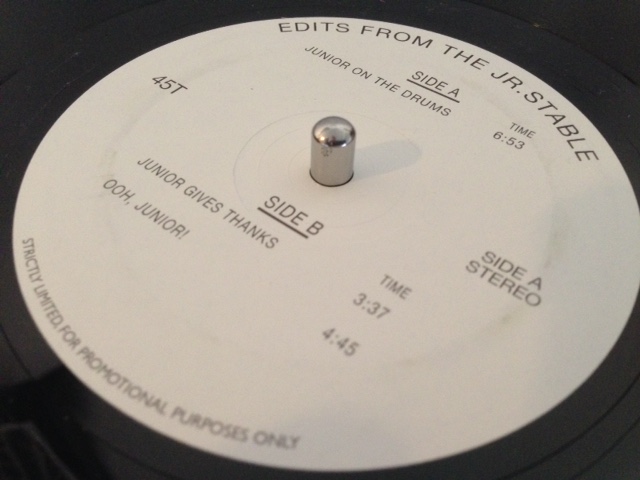 EDITS FROM THE JR.STABLE
SIDE A
JUNIOR ON THE DRUMS
TIME
6:53
45T
SIDE B
JUNIOR GIVES THANKS
OOH, JUNIOR!
TIME
3:37
4:45
SIDE A
STEREO
STRICTLY LIMITED, FOR PROMOTIONAL PURPOSES ONLY